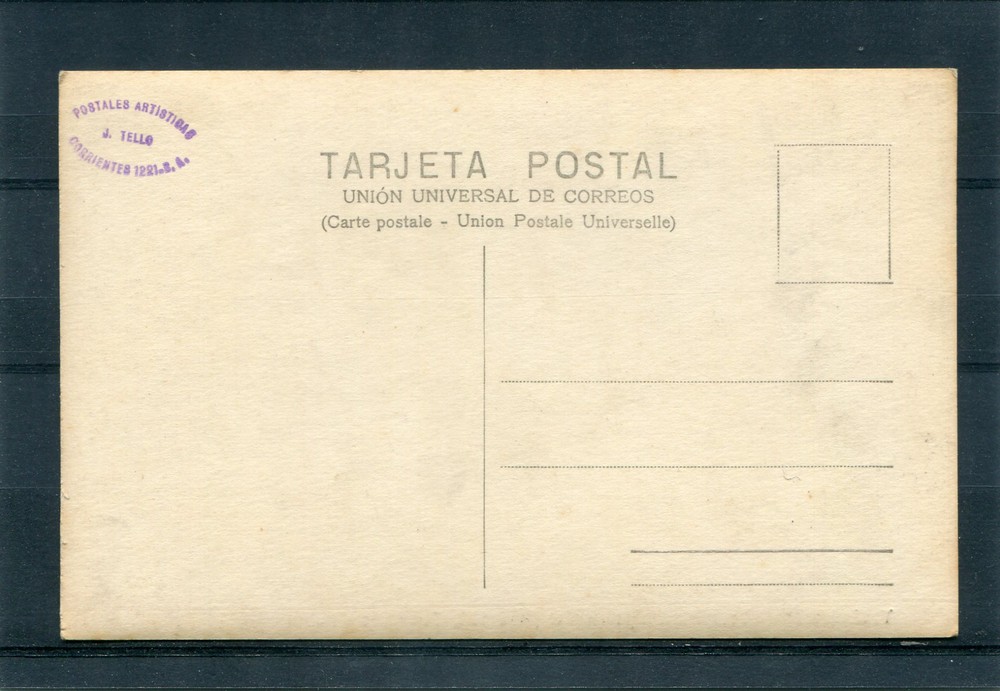 POSTALES ARTISTICAS
J. TELLO
CORRIENTES 1221-B. A.
TARJETA POSTAL
UNIÓN UNIVERSAL DE CORREOS
(Carte postale - Union Postale Universelle)